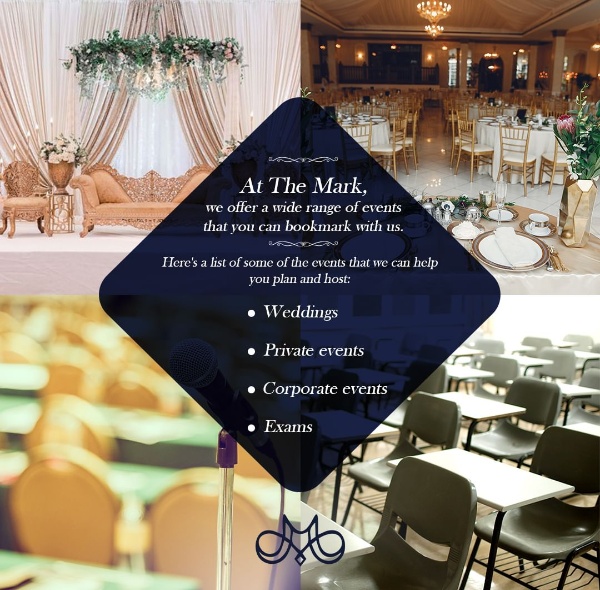 At The Mark,
we offer a wide range of events
that you can bookmark with us.
Here's a list of some of the events that we can help
you plan and host:
● Weddings
● Private events
● Corporate events
● Exams